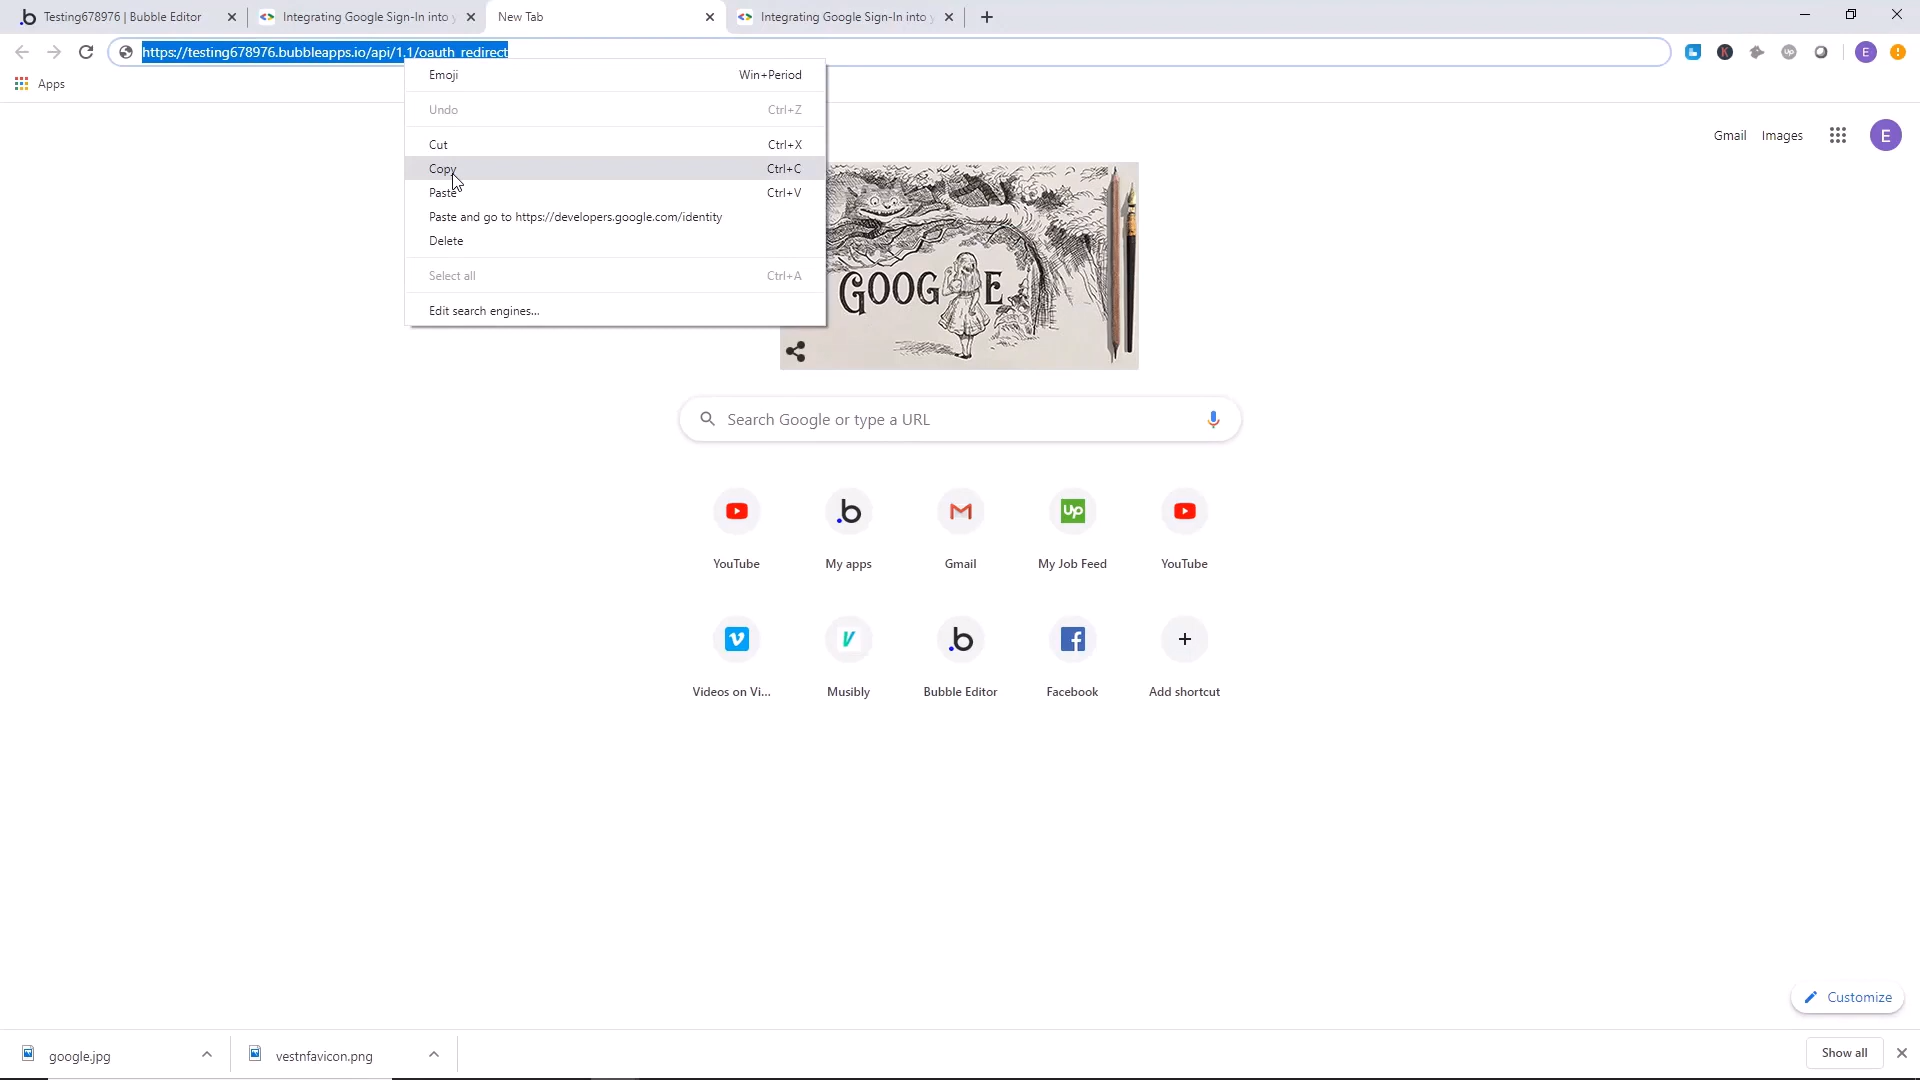 Testing678976 | Bubble Editor
Integrating Google Sign-In into y
New Tab
Integrating Google Sign-In into y
https://testing678976.bubbleapps.io/api/1.1/oauth_redirect
E
Apps
Emoji Win+Period
Undo Ctrl+Z
Cut Ctrl+X
Copy Ctrl+C
Paste Ctrl+V
Paste and go to https://developers.google.com/identity
Delete
Select all Ctrl+A
Edit search engines...
Gmail Images E
GOOGLE
Search Google or type a URL
YouTube My apps Gmail My Job Feed YouTube
Videos on Vi... Musibly Bubble Editor Facebook Add shortcut
Customize
google.jpg vestnfavicon.png Show all